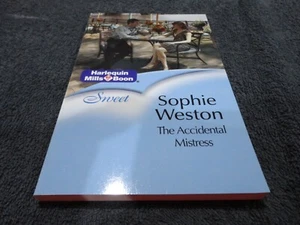 Harlequin
Mills & Boon
Sweet
Sophie
Weston
The Accidental
Mistress